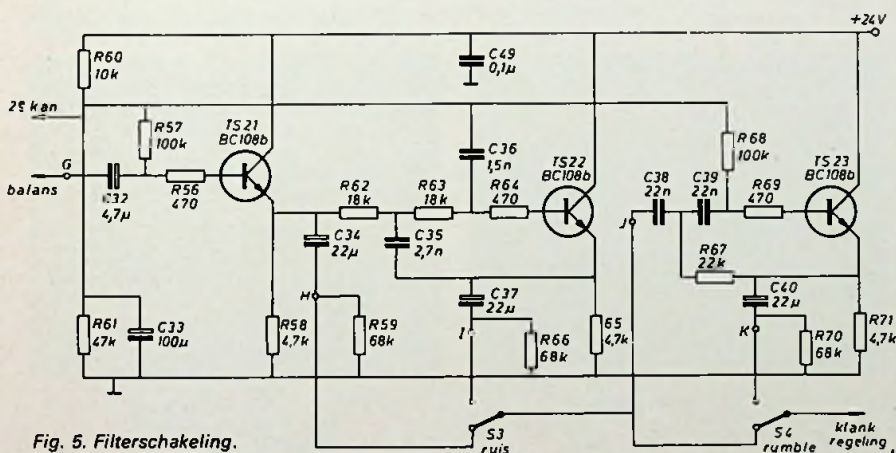 +24V
R60
10k
C49
0,1µ
2e kan
R57
100k
TS21
BC108b
C36
1,5n
TS22
BC108b
R68
100k
TS23
BC108b
G
balans
C32
4,7µ
R56
470
R62
18k
R63
18k
R64
470
C38
22n
C39
22n
R69
470
C34
22µ
C35
2,7n
J
R67
22k
H
C37
22µ
C40
22µ
R61
47k
C33
100µ
R58
4,7k
R59
68k
I
R66
68k
65
4,7k
K
R70
68k
R71
4,7k
Fig. 5. Filterschakeling.
S3
ruis
S4
rumble
klank
regeling